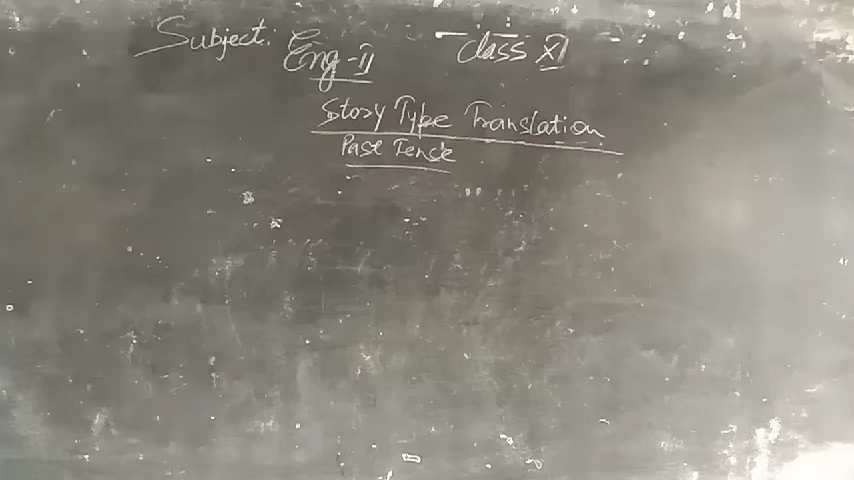 Subject: Eng-II Class XI
Story Type Translation
Past Tense